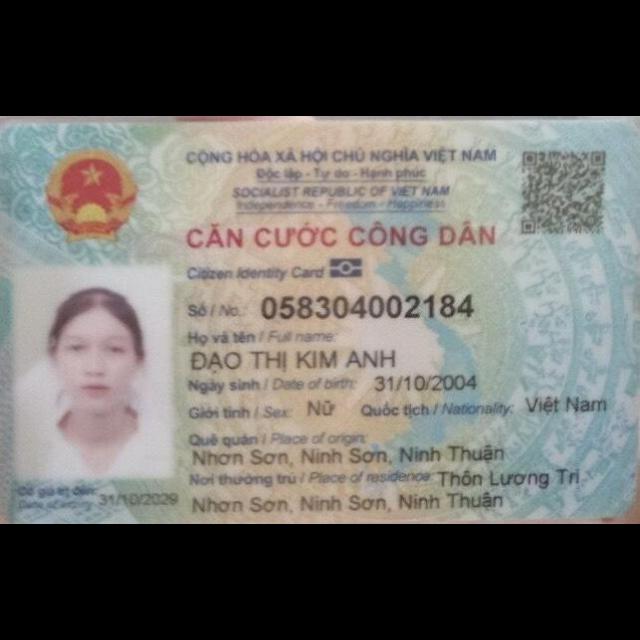 CỘNG HÒA XÃ HỘI CHỦ NGHĨA VIỆT NAM
Độc lập - Tự do - Hạnh phúc
SOCIALIST REPUBLIC OF VIET NAM
Independence - Freedom - Happiness
CĂN CƯỚC CÔNG DÂN
Citizen Identity Card
Số / No.: 058304002184
Họ và tên / Full name:
ĐẠO THỊ KIM ANH
Ngày sinh / Date of birth: 31/10/2004
Giới tính / Sex: Nữ Quốc tịch / Nationality: Việt Nam
Quê quán / Place of origin:
Nhơn Sơn, Ninh Sơn, Ninh Thuận
Nơi thường trú / Place of residence: Thôn Lương Tri
Nhơn Sơn, Ninh Sơn, Ninh Thuận
Có giá trị đến:
Date of expiry 31/10/2029